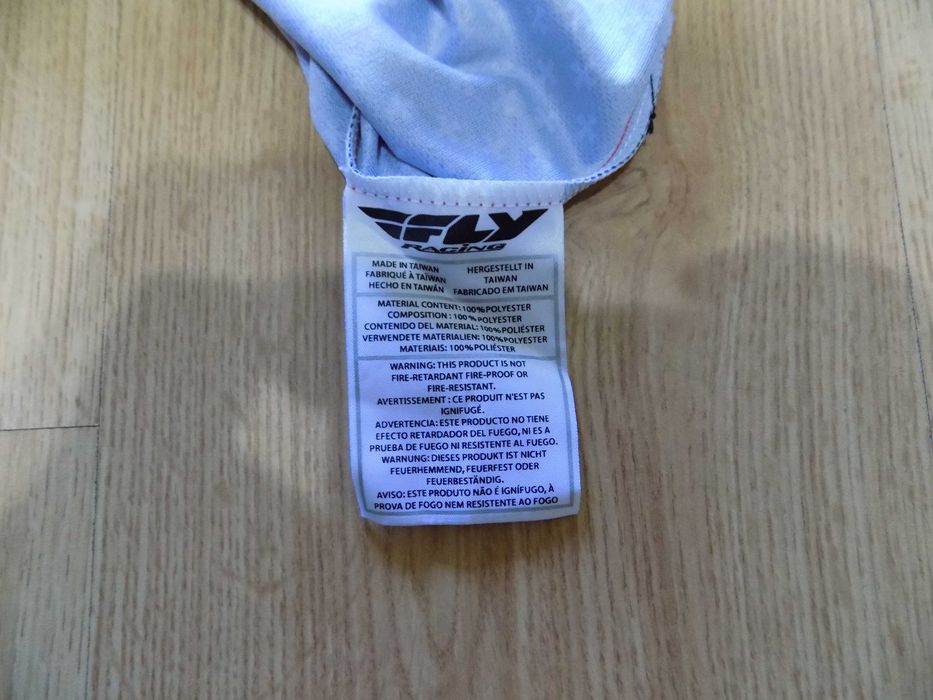 FLY
RACING
MADE IN TAIWAN
FABRIQUÉ À TAÏWAN
HECHO EN TAIWÁN
HERGESTELLT IN
TAIWAN
FABRICADO EM TAIWAN
MATERIAL CONTENT: 100% POLYESTER
COMPOSITION : 100 % POLYESTER
CONTENIDO DEL MATERIAL: 100% POLIÉSTER
VERWENDETE MATERIALIEN: 100% POLYESTER
MATERIAIS: 100% POLIÉSTER
WARNING: THIS PRODUCT IS NOT
FIRE-RETARDANT FIRE-PROOF OR
FIRE-RESISTANT.
AVERTISSEMENT : CE PRODUIT N'EST PAS
IGNIFUGÉ.
ADVERTENCIA: ESTE PRODUCTO NO TIENE
EFECTO RETARDADOR DEL FUEGO, NI ES A
PRUEBA DE FUEGO NI RESISTENTE AL FUEGO.
WARNUNG: DIESES PRODUKT IST NICHT
FEUERHEMMEND, FEUERFEST ODER
FEUERBESTÄNDIG.
AVISO: ESTE PRODUTO NÃO É IGNÍFUGO, À
PROVA DE FOGO NEM RESISTENTE AO FOGO